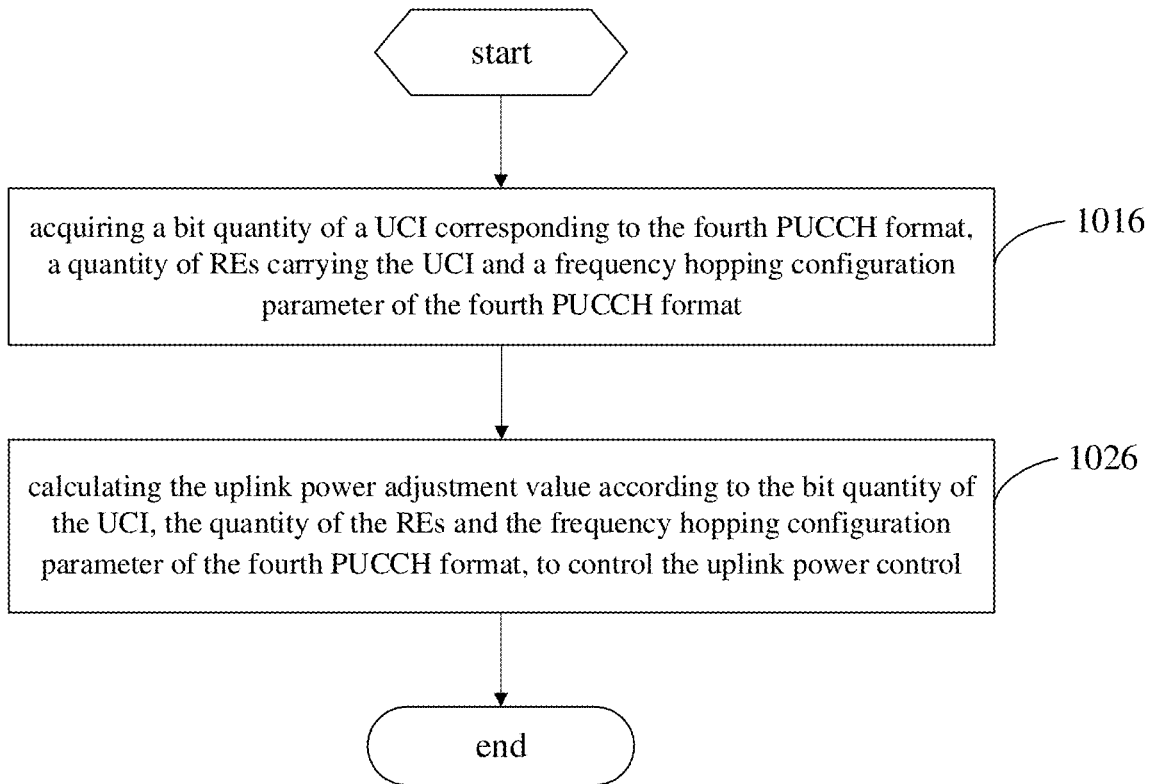 start
acquiring a bit quantity of a UCI corresponding to the fourth PUCCH format,
a quantity of REs carrying the UCI and a frequency hopping configuration
parameter of the fourth PUCCH format
1016
calculating the uplink power adjustment value according to the bit quantity of
the UCI, the quantity of the REs and the frequency hopping configuration
parameter of the fourth PUCCH format, to control the uplink power control
1026
end